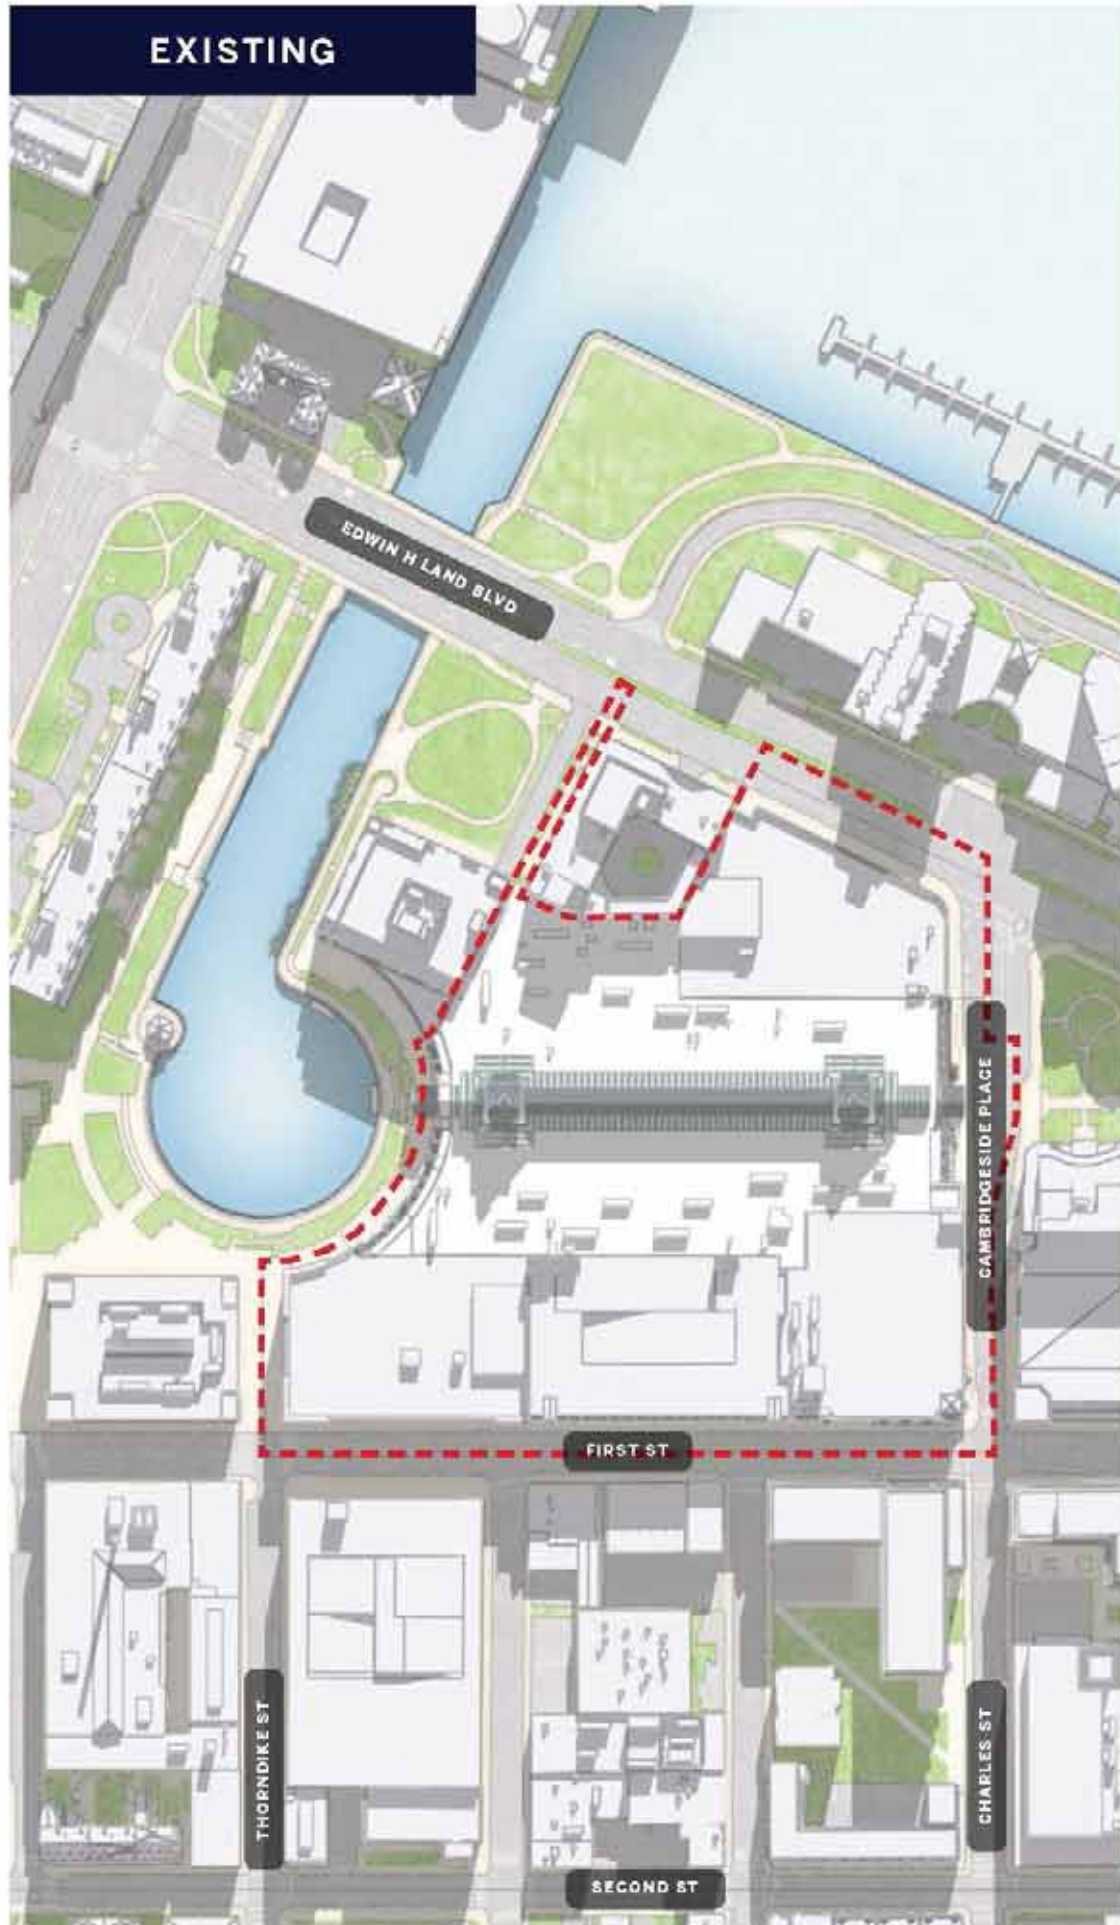 EXISTING
EDWIN H LAND BLVD
CAMBRIDGESIDE PLACE
FIRST ST
THORNDIKE ST
CHARLES ST
SECOND ST